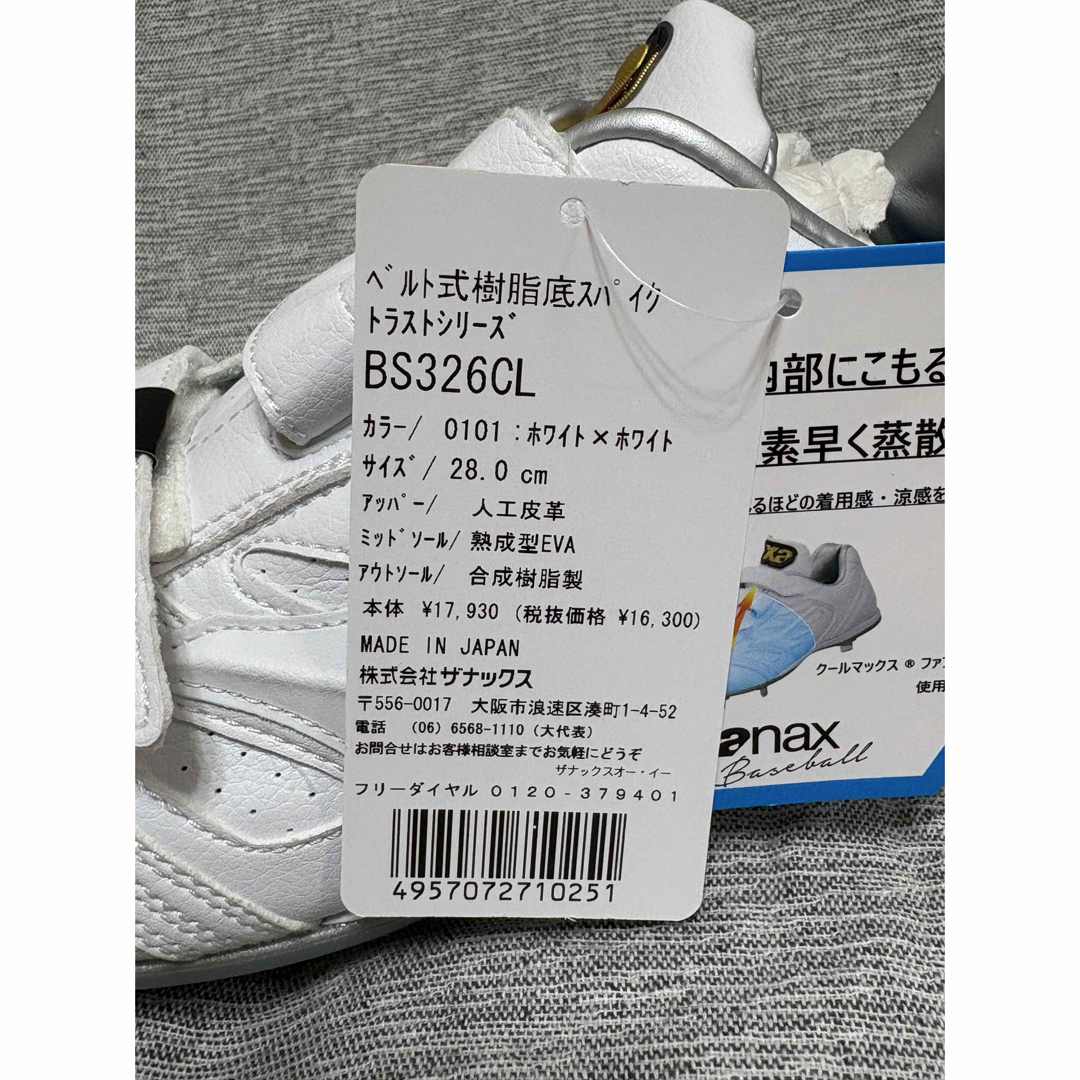 ﾍﾞﾙﾄ式樹脂底ｽﾊﾟｲｸ
ﾄﾗｽﾄｼﾘｰｽﾞ
BS326CL
ｶﾗｰ/ 0101:ﾎﾜｲﾄ×ﾎﾜｲﾄ
ｻｲｽﾞ/ 28.0 cm
ｱｯﾊﾟｰ/ 人工皮革
ﾐｯﾄﾞｿｰﾙ/ 熟成型EVA
ｱｳﾄｿｰﾙ/ 合成樹脂製
本体 ¥17,930 (税抜価格 ¥16,300)
MADE IN JAPAN
株式会社ザナックス
〒556-0017 大阪市浪速区湊町1-4-52
電話 (06) 6568-1110 (大代表)
お問合せはお客様相談室までお気軽にどうぞ
ザナックスオー・イー
フリーダイヤル 0120-379401
4957072710251
内部にこもる
素早く蒸散
るほどの着用感・涼感を
クールマックス ® ファ
使用
anax
Baseball